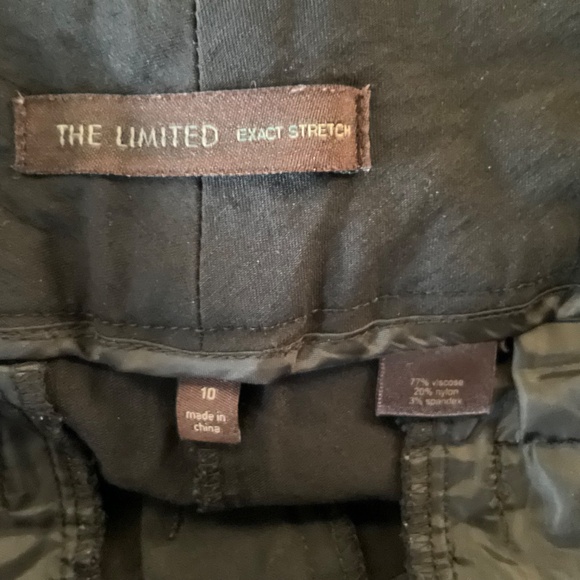 THE LIMITED EXACT STRETCH
10
made in
china
77% viscose
20% nylon
3% spandex